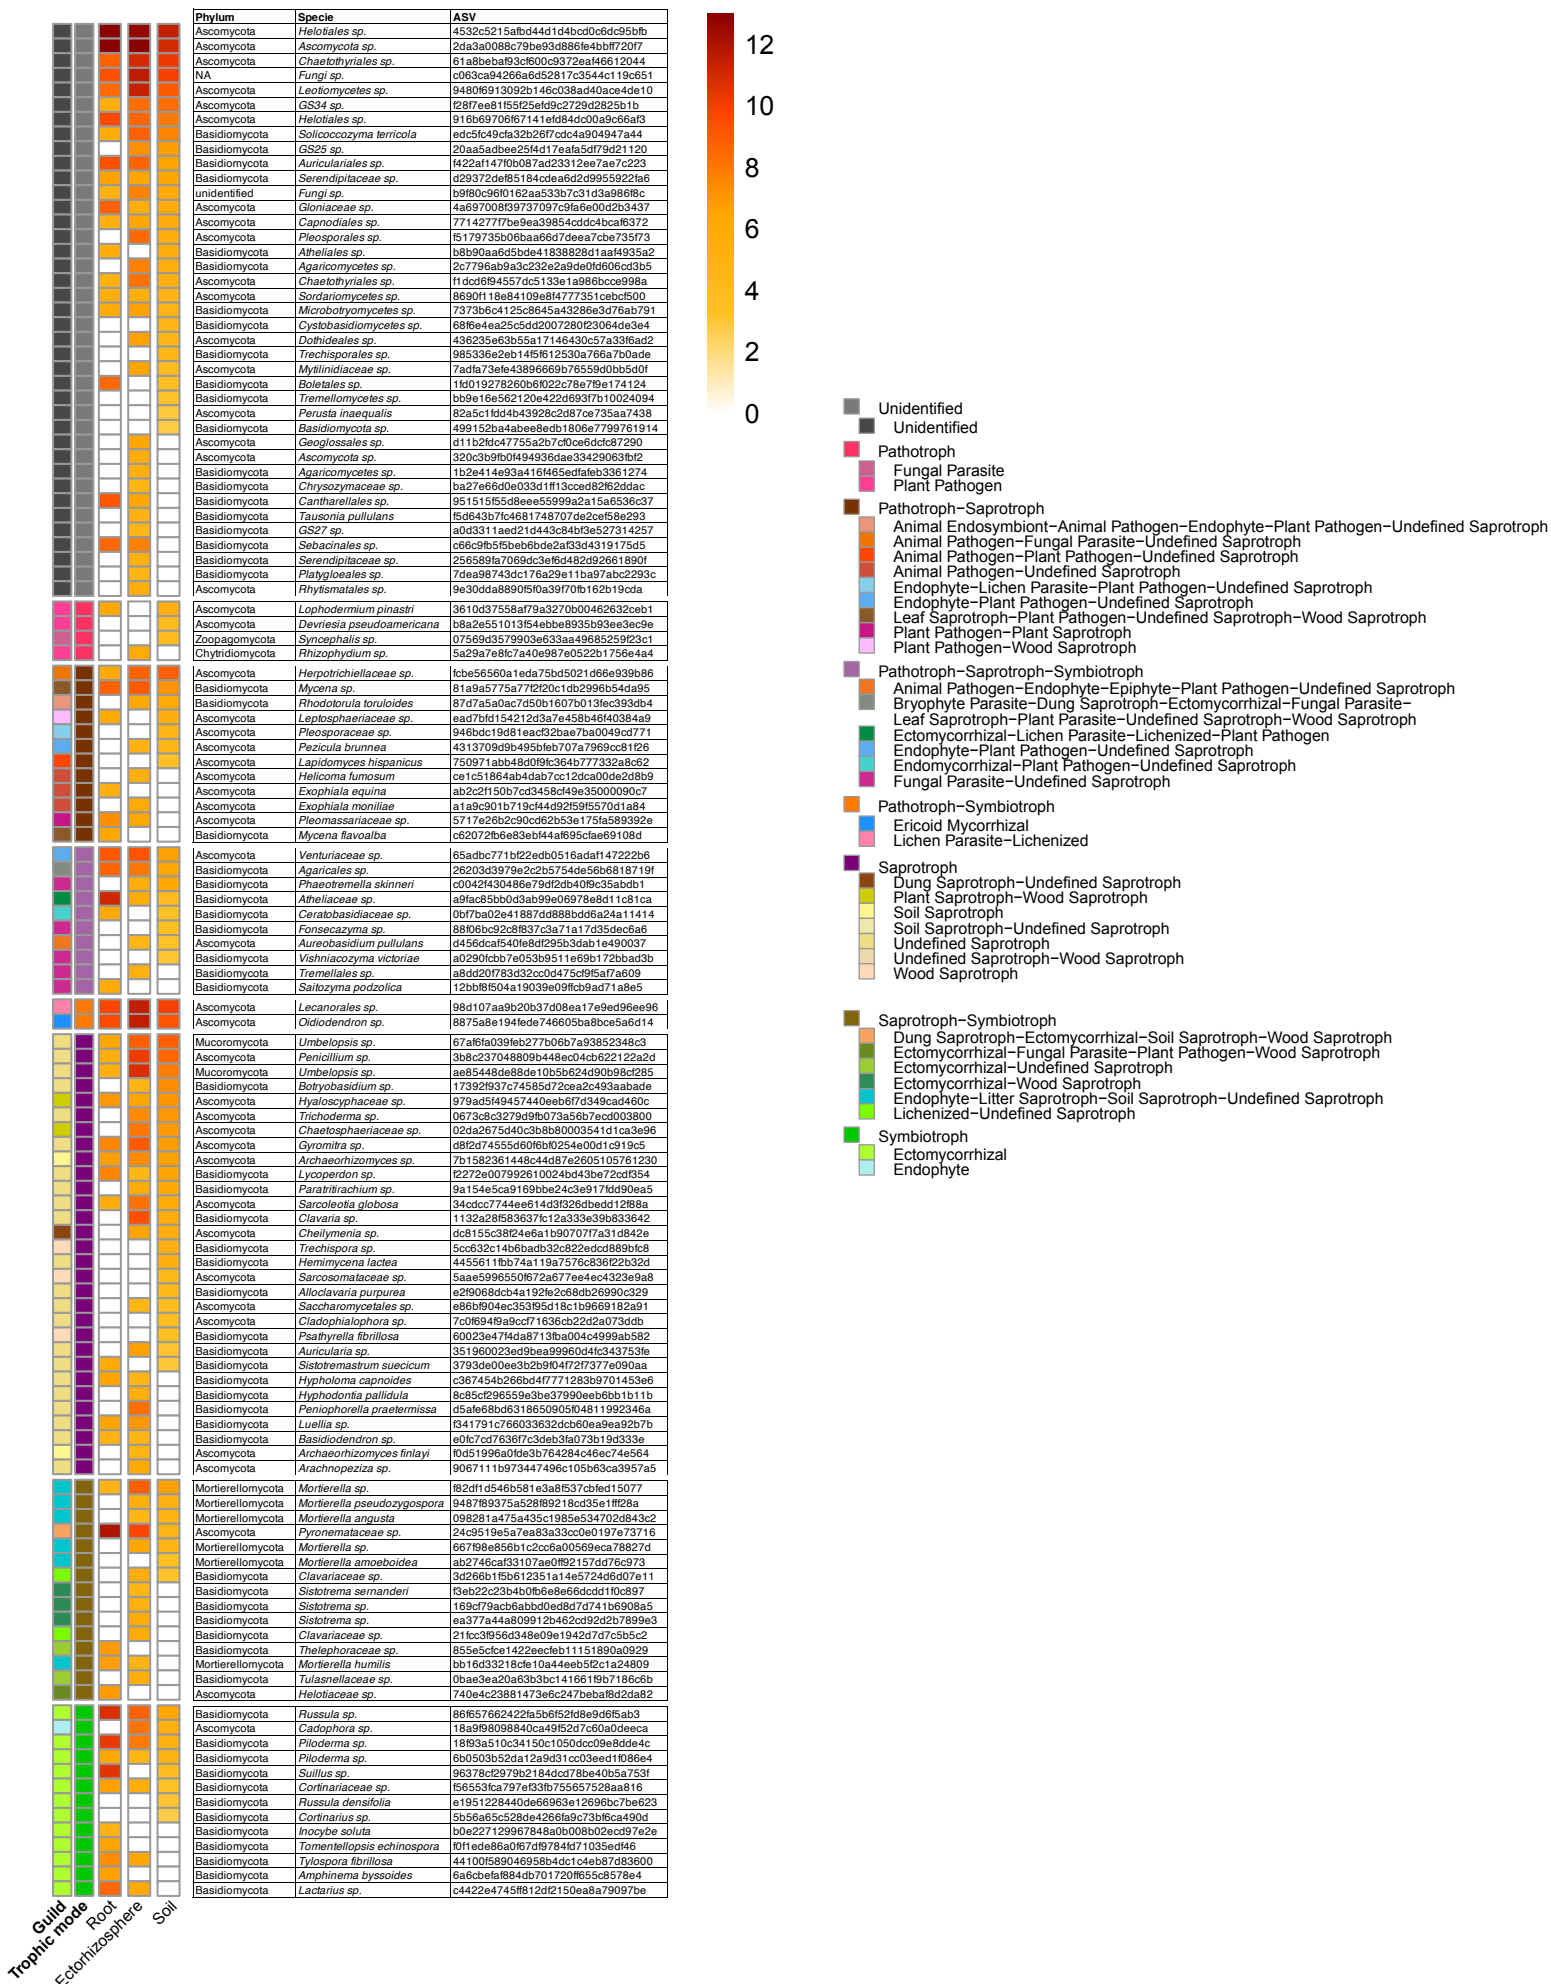 Phylum Specie ASV
Ascomycota Helotiales sp. 4532c5215afbd44d1d4bcd0c6dc95bfb
Ascomycota Ascomycota sp. 2da3a0088c79be93d886fe4bbff720f7
Ascomycota Chaetothyriales sp. 61a8bebaf93cf600c9372eaf46612044
NA Fungi sp. c063ca94266a6d52817c3544c119c651
Ascomycota Leotiomycetes sp. 9480f6913092b146c038ad40ace4de10
Ascomycota GS34 sp. f28f7ee81f55f25efd9c2729d2825b1b
Ascomycota Helotiales sp. 916b69706f67141efd84dc00a9c66af3
Basidiomycota Solicoccozyma terricola edc5fc49cfa32b26f7cdc4a904947a44
Basidiomycota GS25 sp. 20aa5adbee25f4d17eafa5df79d21120
Basidiomycota Auriculariales sp. f422af147f0b087ad23312ee7ae7c223
Basidiomycota Serendipitaceae sp. d29372def85184cdea6d2d9955922fa6
unidentified Fungi sp. b9f80c96f0162aa533b7c31d3a986f8c
Ascomycota Gloniaceae sp. 4a697008f39737097c9fa6e00d2b3437
Ascomycota Capnodiales sp. 7714277f7be9ea39854cddc4bcaf6372
Ascomycota Pleosporales sp. f5179735b06baa66d7deea7cbe735f73
Basidiomycota Atheliales sp. b8b90aa6d5bde41838828d1aaf4935a2
Basidiomycota Agaricomycetes sp. 2c7796ab9a3c232e2a9de0fd606cd3b5
Ascomycota Chaetothyriales sp. f1dcd6f94557dc5133e1a986bcce998a
Ascomycota Sordariomycetes sp. 8690f118e84109e8f4777351cebcf500
Basidiomycota Microbotryomycetes sp. 7373b6c4125c8645a43286e3d76ab791
Basidiomycota Cystobasidiomycetes sp. 68f6e4ea25c5dd2007280f23064de3e4
Ascomycota Dothideales sp. 436235e63b55a17146430c57a33f6ad2
Basidiomycota Trechisporales sp. 985336e2eb14f5f612530a766a7b0ade
Ascomycota Mytilinidiaceae sp. 7adfa73efe43896669b76559d0bb5d0f
Basidiomycota Boletales sp. 1fd019278260b6f022c78e7f9e174124
Basidiomycota Tremellomycetes sp. bb9e16e562120e422d693f7b10024094
Ascomycota Perusta inaequalis 82a5c1fdd4b43928c2d87ce735aa7438
Basidiomycota Basidiomycota sp. 499152ba4abee8edb1806e7799761914
Ascomycota Geoglossales sp. d11b2fdc47755a2b7cf0ce6dcfc87290
Ascomycota Ascomycota sp. 320c3b9fb0f494936dae33429063fbf2
Basidiomycota Agaricomycetes sp. 1b2e414e93a416f465edfafeb3361274
Basidiomycota Chrysozymaceae sp. ba27e66d0e033d1ff13cced82f62ddac
Basidiomycota Cantharellales sp. 951515f55d8eee55999a2a15a6536c37
Basidiomycota Tausonia pullulans f5d643b7fc4681748707de2cef58e293
Basidiomycota GS27 sp. a0d3311aed21d443c84bf3e527314257
Basidiomycota Sebacinales sp. c66c9fb5f5beb6bde2af33d4319175d5
Basidiomycota Serendipitaceae sp. 256589fa7069dc3ef6d482d92661890f
Basidiomycota Platygloeales sp. 7dea98743dc176a29e11ba97abc2293c
Ascomycota Rhytismatales sp. 9e30dda8890f5f0a39f70fb162b19cda
Ascomycota Lophodermium pinastri 3610d37558af79a3270b00462632ceb1
Ascomycota Devriesia pseudoamericana b8a2e551013f54ebbe8935b93ee3ec9e
Zoopagomycota Syncephalis sp. 07569d3579903e633aa49685259f23c1
Chytridiomycota Rhizophydium sp. 5a29a7e8fc7a40e987e0522b1756e4a4
Ascomycota Herpotrichiellaceae sp. fcbe56560a1eda75bd5021d66e939b86
Basidiomycota Mycena sp. 81a9a5775a77f2f20c1db2996b54da95
Basidiomycota Rhodotorula toruloides 87d7a5a0ac7d50b1607b013fec393db4
Ascomycota Leptosphaeriaceae sp. ead7bfd154212d3a7e458b46f40384a9
Ascomycota Pleosporaceae sp. 946bdc19d81eacf32bae7ba0049cd771
Ascomycota Pezicula brunnea 4313709d9b495bfeb707a7969cc81f26
Ascomycota Lapidomyces hispanicus 750971abb48d0f9fc364b777332a8c62
Ascomycota Helicoma fumosum ce1c51864ab4dab7cc12dca00de2d8b9
Ascomycota Exophiala equina ab2c2f150b7cd3458cf49e35000090c7
Ascomycota Exophiala moniliae a1a9c901b719cf44d92f59f5570d1a84
Ascomycota Pleomassariaceae sp. 5717e26b2c90cd62b53e175fa589392e
Basidiomycota Mycena flavoalba c62072fb6e83ebf44af695cfae69108d
Ascomycota Venturiaceae sp. 65adbc771bf22edb0516adaf147222b6
Basidiomycota Agaricales sp. 26203d3979e2c2b5754de56b6818719f
Basidiomycota Phaeotremella skinneri c0042f430486e79df2db40f9c35abdb1
Basidiomycota Atheliaceae sp. a9fac85bb0d3ab99e06978e8d11c81ca
Basidiomycota Ceratobasidiaceae sp. 0bf7ba02e41887dd888bdd6a24a11414
Basidiomycota Fonsecazyma sp. 88f06bc92c8f837c3a71a17d35dec6a6
Ascomycota Aureobasidium pullulans d456dcaf540fe8df295b3dab1e490037
Basidiomycota Vishniacozyma victoriae a0290fcbb7e053b9511e69b172bbad3b
Basidiomycota Tremellales sp. a8dd20f783d32cc0d475cf9f5af7a609
Basidiomycota Saitozyma podzolica 12bbf8f504a19039e09ffcb9ad71a8e5
Ascomycota Lecanorales sp. 98d107aa9b20b37d08ea17e9ed96ee96
Ascomycota Oidiodendron sp. 8875a8e194fede746605ba8bce5a6d14
Mucoromycota Umbelopsis sp. 67af6fa039feb277b06b7a93852348c3
Ascomycota Penicillium sp. 3b8c237048809b448ec04cb622122a2d
Mucoromycota Umbelopsis sp. ae85448de88de10b5b624d90b98cf285
Basidiomycota Botryobasidium sp. 17392f937c74585d72cea2c493aabade
Ascomycota Hyaloscyphaceae sp. 979ad5f49457440eeb6f7d349cad460c
Ascomycota Trichoderma sp. 0673c8c3279d9fb073a56b7ecd003800
Ascomycota Chaetosphaeriaceae sp. 02da2675d40c3b8b80003541d1ca3e96
Ascomycota Gyromitra sp. d8f2d74555d60f6bf0254e00d1c919c5
Ascomycota Archaeorhizomyces sp. 7b1582361448c44d87e2605105761230
Basidiomycota Lycoperdon sp. f2272e007992610024bd43be72cdf354
Basidiomycota Paratritirachium sp. 9a154e5ca9169bbe24c3e917fdd90ea5
Ascomycota Sarcoleotia globosa 34cdcc7744ee614d3f326dbedd12f88a
Basidiomycota Clavaria sp. 1132a28f583637fc12a333e39b833642
Ascomycota Cheilymenia sp. dc8155c38f24e6a1b90707f7a31d842e
Basidiomycota Trechispora sp. 5cc632c14b6badb32c822edcd889bfc8
Basidiomycota Hemimycena lactea 4455611fbb74a119a7576c836f22b32d
Ascomycota Sarcosomataceae sp. 5aae5996550f672a677ee4ec4323e9a8
Basidiomycota Alloclavaria purpurea e2f9068dcb4a192fe2c68db26990c329
Ascomycota Saccharomycetales sp. e86bf904ec353f95d18c1b9669182a91
Ascomycota Cladophialophora sp. 7c0f694f9a9ccf71636cb22d2a073ddb
Basidiomycota Psathyrella fibrillosa 60023e47f4da8713fba004c4999ab582
Basidiomycota Auricularia sp. 351960023ed9bea99960d4fc343753fe
Basidiomycota Sistotremastrum suecicum 3793de00ee3b2b9f04f72f7377e090aa
Basidiomycota Hypholoma capnoides c367454b266bd4f7771283b9701453e6
Basidiomycota Hyphodontia pallidula 8c85cf296559e3be37990eeb6bb1b11b
Basidiomycota Peniophorella praetermissa d5afe68bd6318650905f04811992346a
Basidiomycota Luellia sp. f341791c766033632dcb60ea9ea92b7b
Basidiomycota Basidiodendron sp. e0fc7cd7636f7c3deb3fa073b19d333e
Ascomycota Archaeorhizomyces finlayi f0d51996a0fde3b764284c46ec74e564
Ascomycota Arachnopeziza sp. 9067111b973447496c105b63ca3957a5
Mortierellomycota Mortierella sp. f82df1d546b581e3a8f537cbfed15077
Mortierellomycota Mortierella pseudozygospora 9487f89375a528f89218cd35e1fff28a
Mortierellomycota Mortierella angusta 098281a475a435c1985e534702d843c2
Ascomycota Pyronemataceae sp. 24c9519e5a7ea83a33cc0e0197e73716
Mortierellomycota Mortierella sp. 667f98e856b1c2cc6a00569eca78827d
Mortierellomycota Mortierella amoeboidea ab2746caf33107ae0ff92157dd76c973
Basidiomycota Clavariaceae sp. 3d266b1f5b612351a14e5724d6d07e11
Basidiomycota Sistotrema sernanderi f3eb22c23b4b0fb6e8e66dcdd1f0c897
Basidiomycota Sistotrema sp. 169cf79acb6abbd0ed8d7d741b6908a5
Basidiomycota Sistotrema sp. ea377a44a809912b462cd92d2b7899e3
Basidiomycota Clavariaceae sp. 21fcc3f956d348e09e1942d7d7c5b5c2
Basidiomycota Thelephoraceae sp. 855e5cfce1422eecfeb11151890a0929
Mortierellomycota Mortierella humilis bb16d33218cfe10a44eeb5f2c1a24809
Basidiomycota Tulasnellaceae sp. 0bae3ea20a63b3bc141661f9b7186c6b
Ascomycota Helotiaceae sp. 740e4c23881473e6c247bebaf8d2da82
Basidiomycota Russula sp. 86f657662422fa5b6f52fd8e9d6f5ab3
Ascomycota Cadophora sp. 18a9f98098840ca49f52d7c60a0deeca
Basidiomycota Piloderma sp. 18f93a510c34150c1050dcc09e8dde4c
Basidiomycota Piloderma sp. 6b0503b52da12a9d31cc03eed1f086e4
Basidiomycota Suillus sp. 96378cf2979b2184dcd78be40b5a753f
Basidiomycota Cortinariaceae sp. f56553fca797ef33fb755657528aa816
Basidiomycota Russula densifolia e1951228440de66963e12696bc7be623
Basidiomycota Cortinarius sp. 5b56a65c528de4266fa9c73bf6ca490d
Basidiomycota Inocybe soluta b0e227129967848a0b008b02ecd97e2e
Basidiomycota Tomentellopsis echinospora f0f1ede86a0f67df9784fd71035edf46
Basidiomycota Tylospora fibrillosa 44100f589046958b4dc1c4eb87d83600
Basidiomycota Amphinema byssoides 6a6cbefaf884db701720ff655c8578e4
Basidiomycota Lactarius sp. c4422e4745ff812df2150ea8a79097be
Guild
Trophic mode
Root
Ectorhizosphere
Soil
12
10
8
6
4
2
0
Unidentified
Unidentified
Pathotroph
Fungal Parasite
Plant Pathogen
Pathotroph−Saprotroph
Animal Endosymbiont−Animal Pathogen−Endophyte−Plant Pathogen−Undefined Saprotroph
Animal Pathogen−Fungal Parasite−Undefined Saprotroph
Animal Pathogen−Plant Pathogen−Undefined Saprotroph
Animal Pathogen−Undefined Saprotroph
Endophyte−Lichen Parasite−Plant Pathogen−Undefined Saprotroph
Endophyte−Plant Pathogen−Undefined Saprotroph
Leaf Saprotroph−Plant Pathogen−Undefined Saprotroph−Wood Saprotroph
Plant Pathogen−Plant Saprotroph
Plant Pathogen−Wood Saprotroph
Pathotroph−Saprotroph−Symbiotroph
Animal Pathogen−Endophyte−Epiphyte−Plant Pathogen−Undefined Saprotroph
Bryophyte Parasite−Dung Saprotroph−Ectomycorrhizal−Fungal Parasite−
Leaf Saprotroph−Plant Parasite−Undefined Saprotroph−Wood Saprotroph
Ectomycorrhizal−Lichen Parasite−Lichenized−Plant Pathogen
Endophyte−Plant Pathogen−Undefined Saprotroph
Endomycorrhizal−Plant Pathogen−Undefined Saprotroph
Fungal Parasite−Undefined Saprotroph
Pathotroph−Symbiotroph
Ericoid Mycorrhizal
Lichen Parasite−Lichenized
Saprotroph
Dung Saprotroph−Undefined Saprotroph
Plant Saprotroph−Wood Saprotroph
Soil Saprotroph
Soil Saprotroph−Undefined Saprotroph
Undefined Saprotroph
Undefined Saprotroph−Wood Saprotroph
Wood Saprotroph
Saprotroph−Symbiotroph
Dung Saprotroph−Ectomycorrhizal−Soil Saprotroph−Wood Saprotroph
Ectomycorrhizal−Fungal Parasite−Plant Pathogen−Wood Saprotroph
Ectomycorrhizal−Undefined Saprotroph
Ectomycorrhizal−Wood Saprotroph
Endophyte−Litter Saprotroph−Soil Saprotroph−Undefined Saprotroph
Lichenized−Undefined Saprotroph
Symbiotroph
Ectomycorrhizal
Endophyte